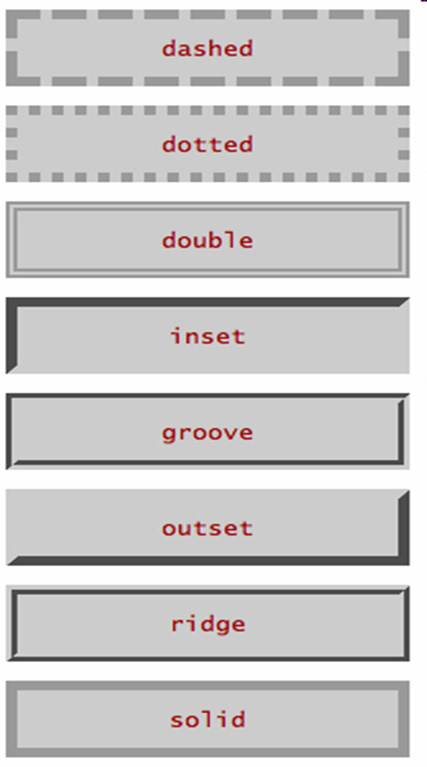 dashed
dotted
double
inset
groove
outset
ridge
solid